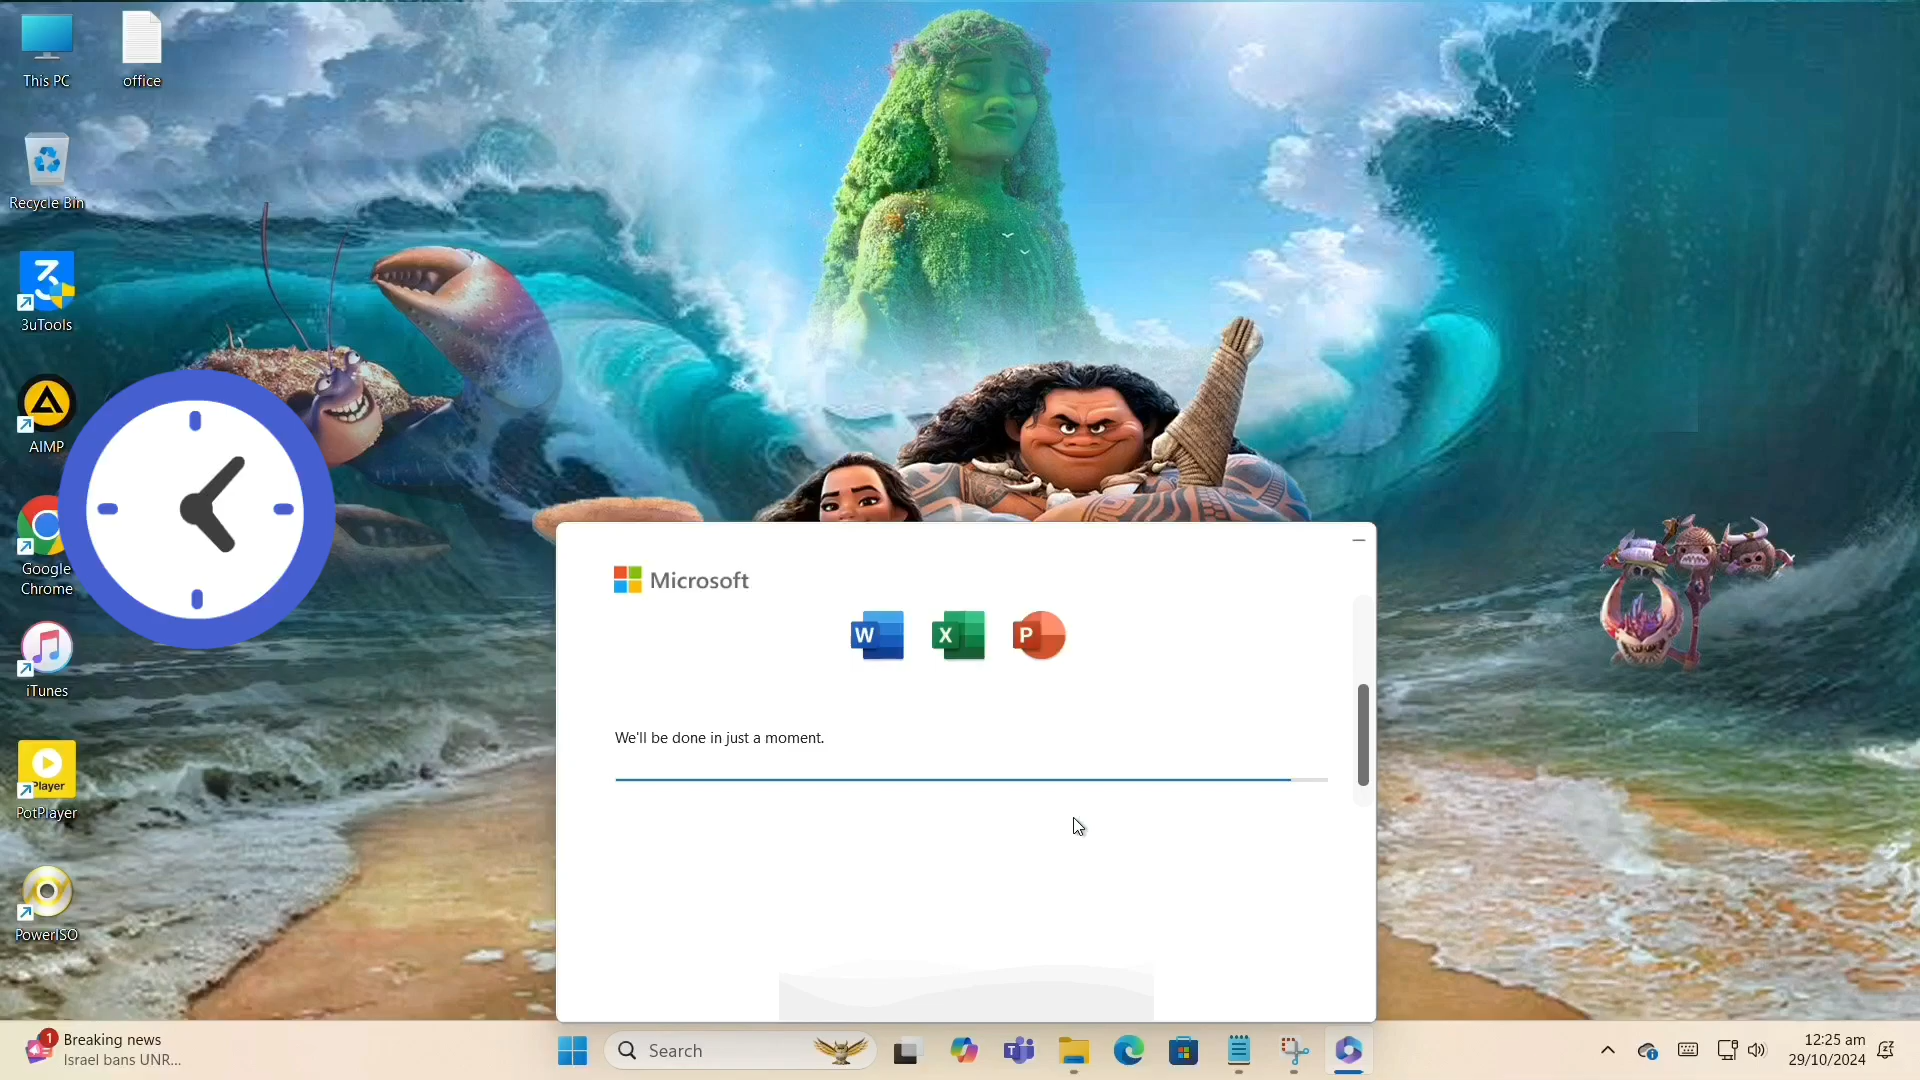 This PC
office
Recycle Bin
3uTools
AIMP
Google
Chrome
iTunes
Player
PotPlayer
PowerISO
Microsoft
W
X
P
We'll be done in just a moment.
1
Breaking news
Israel bans UNR...
Search
12:25 am
29/10/2024